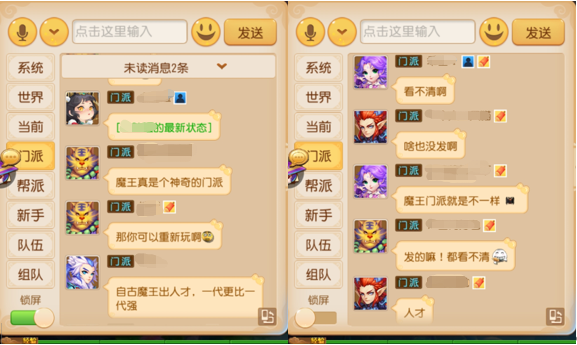 点击这里输入
发送
系统
世界
当前
门派
帮派
新手
队伍
组队
锁屏
未读消息2条
门派
的最新状态]
门派
魔王真是个神奇的门派
门派
那你可以重新玩啊
门派
自古魔王出人才，一代更比一
代强
点击这里输入
发送
系统
世界
当前
门派
帮派
新手
队伍
组队
锁屏
门派
看不清啊
门派
啥也没发啊
门派
魔王门派就是不一样
门派
发的嘛！都看不清
门派
人才